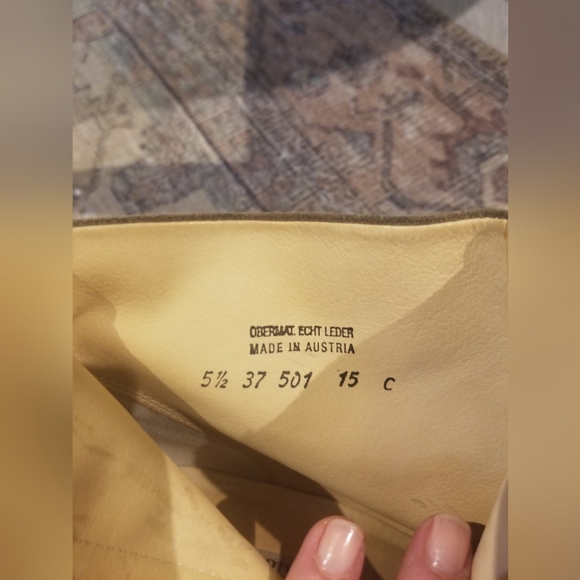 OBERMAT. ECHT LEDER
MADE IN AUSTRIA
5½ 37 501 15 C